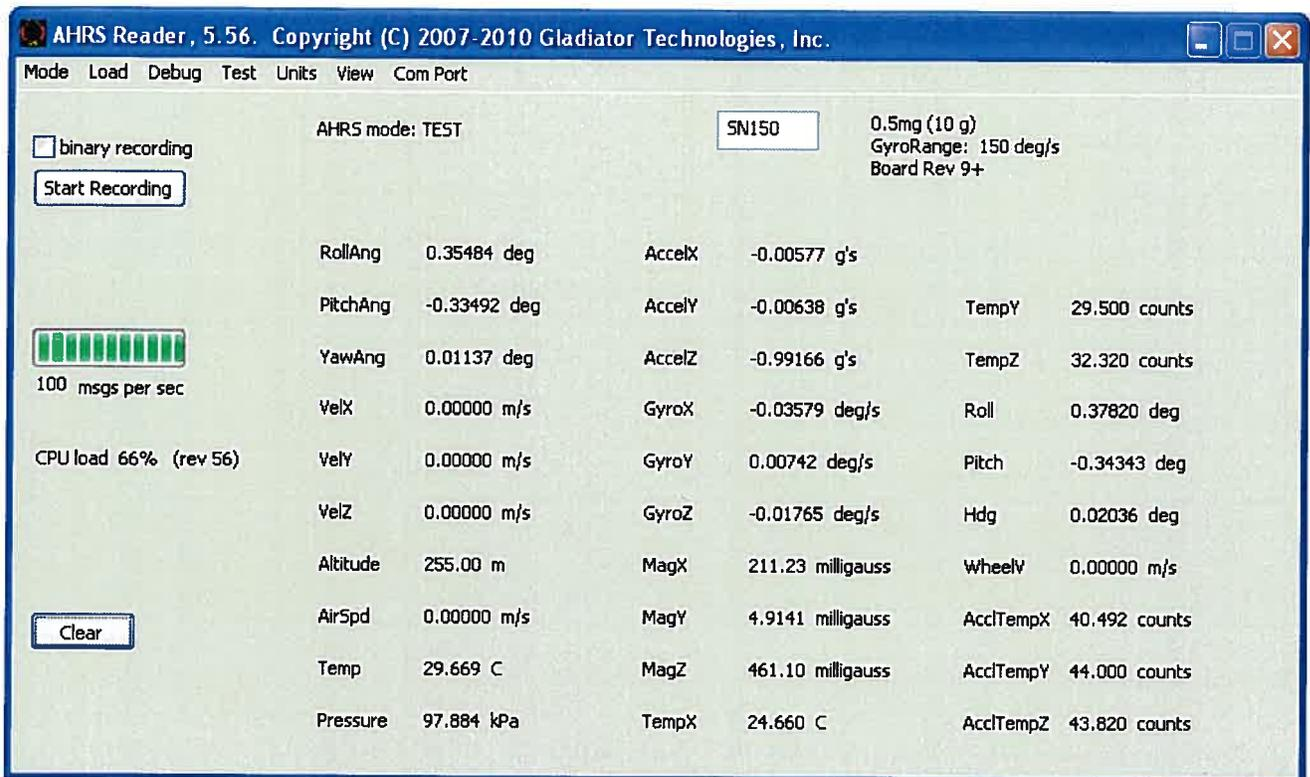 AHRS Reader, 5.56. Copyright (C) 2007-2010 Gladiator Technologies, Inc.
Mode Load Debug Test Units View Com Port
binary recording
Start Recording
AHRS mode: TEST
SN150
0.5mg (10 g)
GyroRange: 150 deg/s
Board Rev 9+
100 msgs per sec
CPU load 66% (rev 56)
Clear
RollAng 0.35484 deg
PitchAng -0.33492 deg
YawAng 0.01137 deg
VelX 0.00000 m/s
VelY 0.00000 m/s
VelZ 0.00000 m/s
Altitude 255.00 m
AirSpd 0.00000 m/s
Temp 29.669 C
Pressure 97.884 kPa
AccelX -0.00577 g's
AccelY -0.00638 g's
AccelZ -0.99166 g's
GyroX -0.03579 deg/s
GyroY 0.00742 deg/s
GyroZ -0.01765 deg/s
MagX 211.23 milligauss
MagY 4.9141 milligauss
MagZ 461.10 milligauss
TempX 24.660 C
TempY 29.500 counts
TempZ 32.320 counts
Roll 0.37820 deg
Pitch -0.34343 deg
Hdg 0.02036 deg
WheelV 0.00000 m/s
AcclTempX 40.492 counts
AcclTempY 44.000 counts
AcclTempZ 43.820 counts